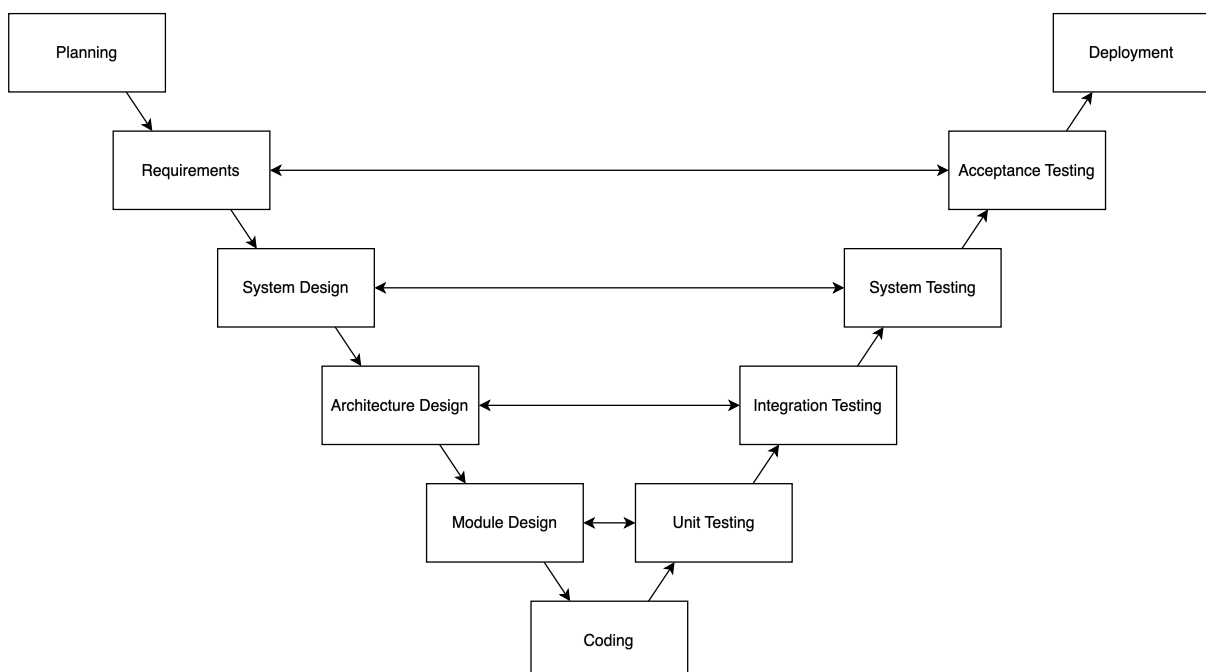 Planning
Deployment
Requirements
Acceptance Testing
System Design
System Testing
Architecture Design
Integration Testing
Module Design
Unit Testing
Coding